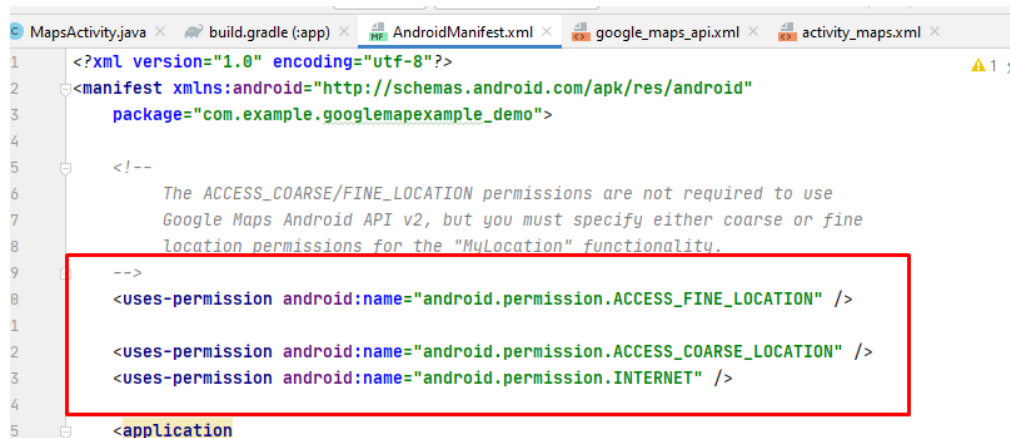 MapsActivity.java build.gradle (:app) AndroidManifest.xml google_maps_api.xml activity_maps.xml
1 <?xml version="1.0" encoding="utf-8"?> 1
2 <manifest xmlns:android="http://schemas.android.com/apk/res/android"
3 package="com.example.googlemapexample_demo">
4
5 <!--
6 The ACCESS_COARSE/FINE_LOCATION permissions are not required to use
7 Google Maps Android API v2, but you must specify either coarse or fine
8 location permissions for the "MyLocation" functionality.
9 -->
0 <uses-permission android:name="android.permission.ACCESS_FINE_LOCATION" />
1
2 <uses-permission android:name="android.permission.ACCESS_COARSE_LOCATION" />
3 <uses-permission android:name="android.permission.INTERNET" />
4
5 <application